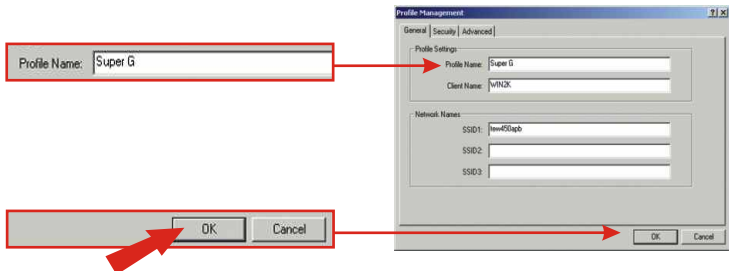 Profile Name: Super G
OK Cancel
Profile Management
General Security Advanced
Profile Settings
Profile Name: Super G
Client Name: WIN2K
Network Names
SSID1: tew450apb
SSID2:
SSID3:
OK Cancel